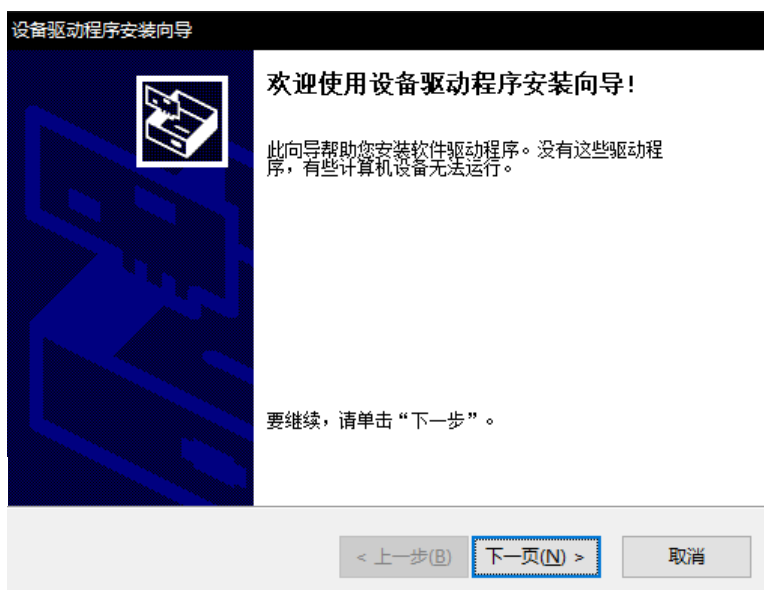 设备驱动程序安装向导
欢迎使用设备驱动程序安装向导!
此向导帮助您安装软件驱动程序。没有这些驱动程
序，有些计算机设备无法运行。
要继续，请单击“下一步”。
< 上一步(B)
下一页(N) >
取消